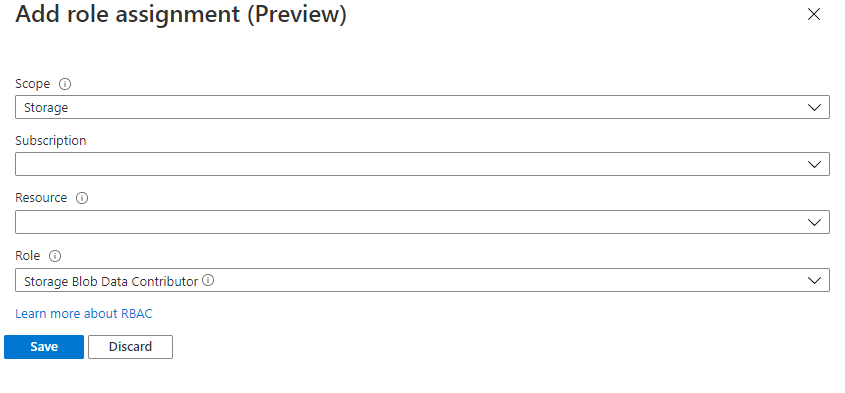 Add role assignment (Preview)
Scope
Storage
Subscription
Resource
Role
Storage Blob Data Contributor
Learn more about RBAC
Save Discard